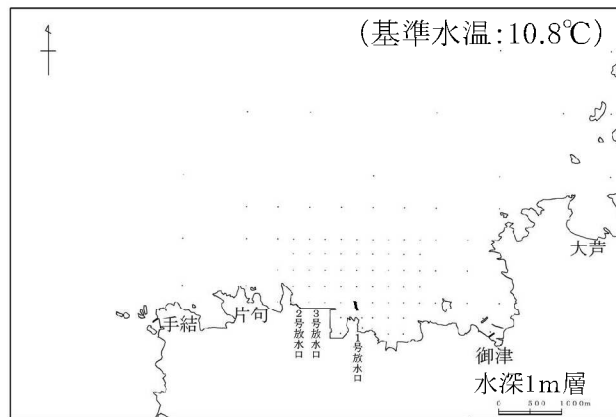 (基準水温:10.8℃)
大芦
手結
片句
2号放水口
3号放水口
1号放水口
御津
水深1m層
0 500 1000m